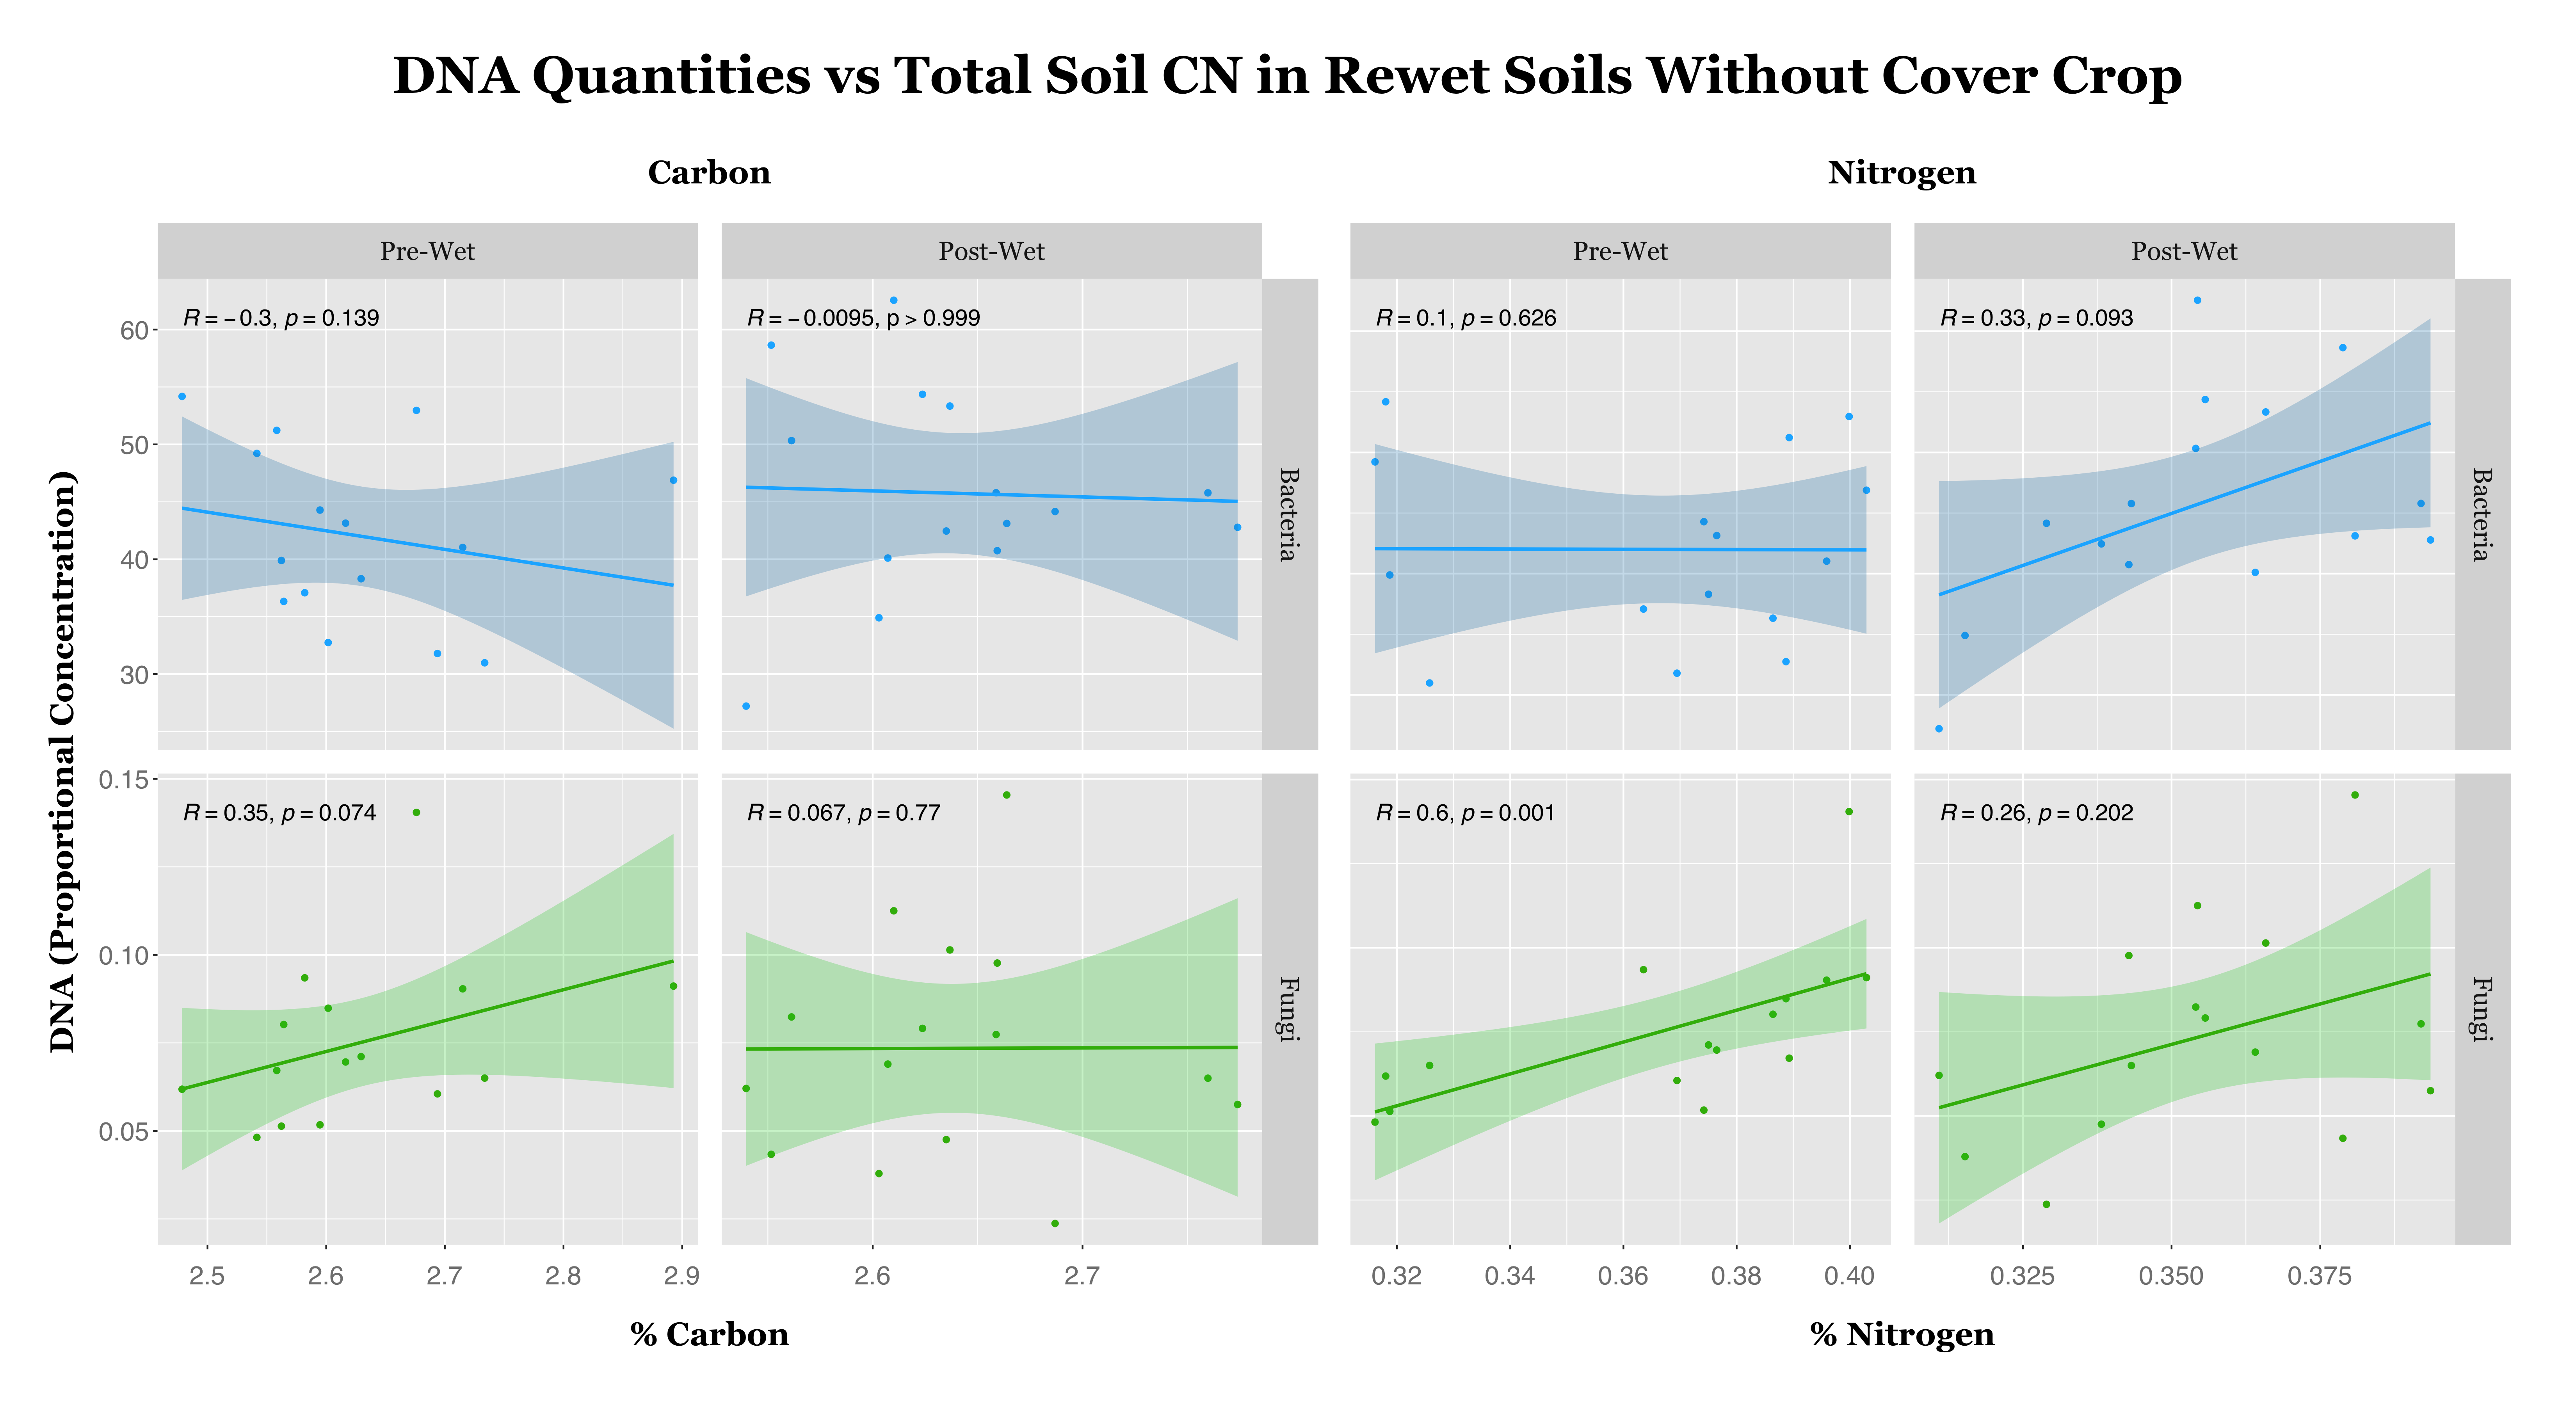 DNA Quantities vs Total Soil CN in Rewet Soils Without Cover Crop
Carbon
Nitrogen
Pre-Wet
Post-Wet
Pre-Wet
Post-Wet
R = −0.3, p = 0.139
R = −0.0095, p > 0.999
R = 0.1, p = 0.626
R = 0.33, p = 0.093
60
50
40
30
Bacteria
Bacteria
DNA (Proportional Concentration)
R = 0.35, p = 0.074
R = 0.067, p = 0.77
R = 0.6, p = 0.001
R = 0.26, p = 0.202
0.15
0.10
0.05
Fungi
Fungi
2.5 2.6 2.7 2.8 2.9
2.6 2.7
0.32 0.34 0.36 0.38 0.40
0.325 0.350 0.375
% Carbon
% Nitrogen